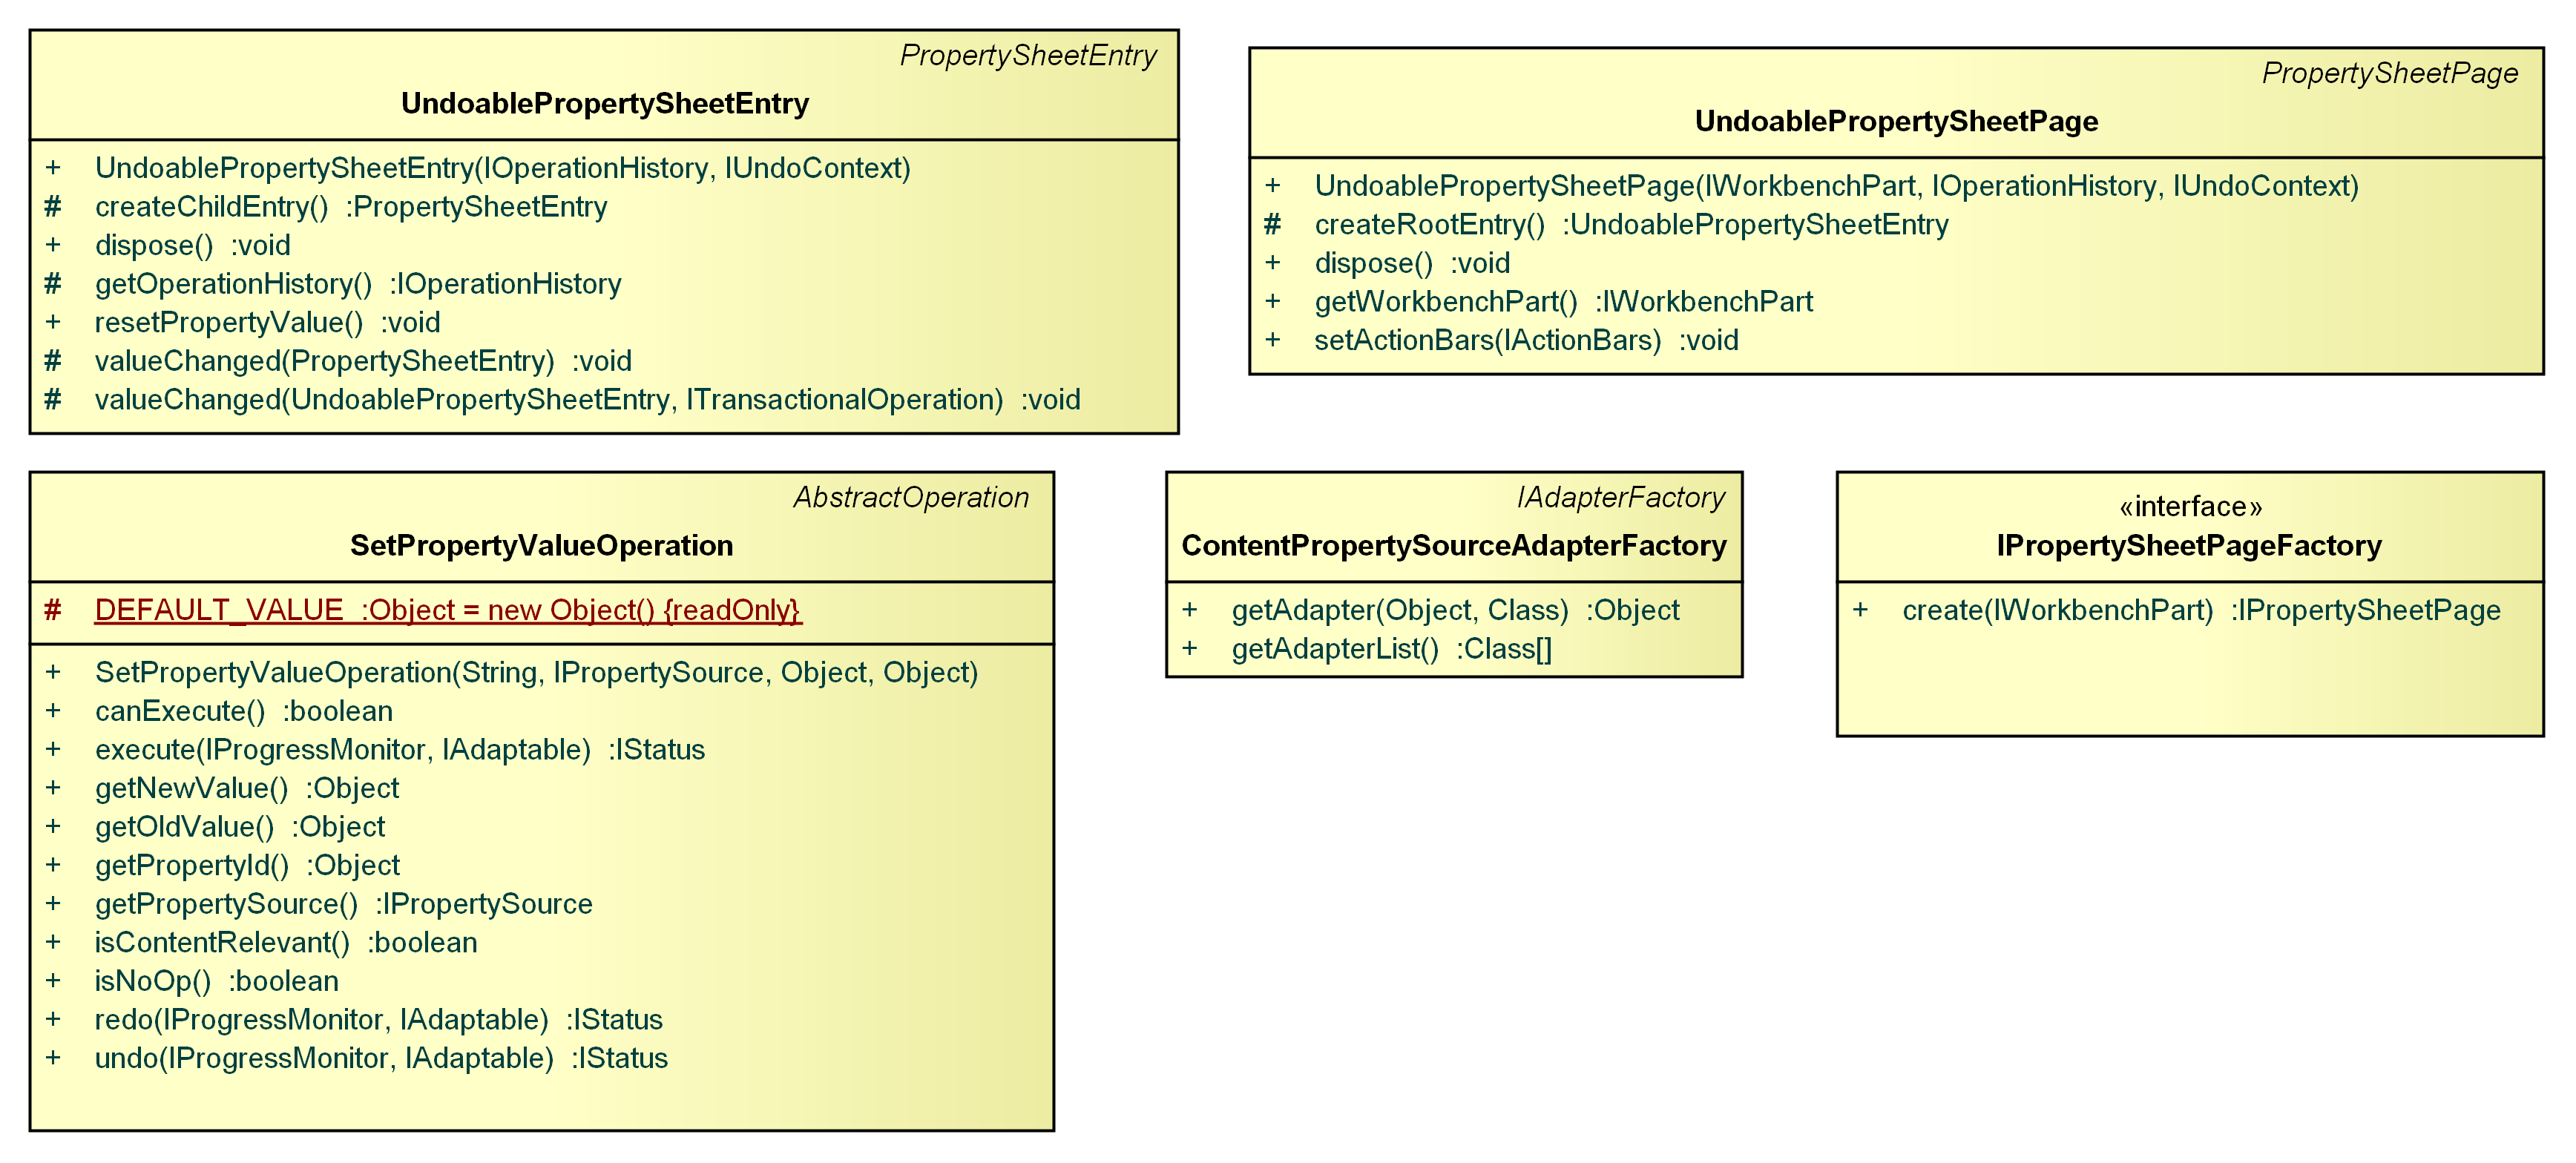 PropertySheetEntry
UndoablePropertySheetEntry
+ UndoablePropertySheetEntry(IOperationHistory, IUndoContext)
# createChildEntry() :PropertySheetEntry
+ dispose() :void
# getOperationHistory() :IOperationHistory
+ resetPropertyValue() :void
# valueChanged(PropertySheetEntry) :void
# valueChanged(UndoablePropertySheetEntry, ITransactionalOperation) :void
PropertySheetPage
UndoablePropertySheetPage
+ UndoablePropertySheetPage(IWorkbenchPart, IOperationHistory, IUndoContext)
# createRootEntry() :UndoablePropertySheetEntry
+ dispose() :void
+ getWorkbenchPart() :IWorkbenchPart
+ setActionBars(IActionBars) :void
AbstractOperation
SetPropertyValueOperation
# DEFAULT_VALUE :Object = new Object() {readOnly}
+ SetPropertyValueOperation(String, IPropertySource, Object, Object)
+ canExecute() :boolean
+ execute(IProgressMonitor, IAdaptable) :IStatus
+ getNewValue() :Object
+ getOldValue() :Object
+ getPropertyId() :Object
+ getPropertySource() :IPropertySource
+ isContentRelevant() :boolean
+ isNoOp() :boolean
+ redo(IProgressMonitor, IAdaptable) :IStatus
+ undo(IProgressMonitor, IAdaptable) :IStatus
IAdapterFactory
ContentPropertySourceAdapterFactory
+ getAdapter(Object, Class) :Object
+ getAdapterList() :Class[]
«interface»
IPropertySheetPageFactory
+ create(IWorkbenchPart) :IPropertySheetPage